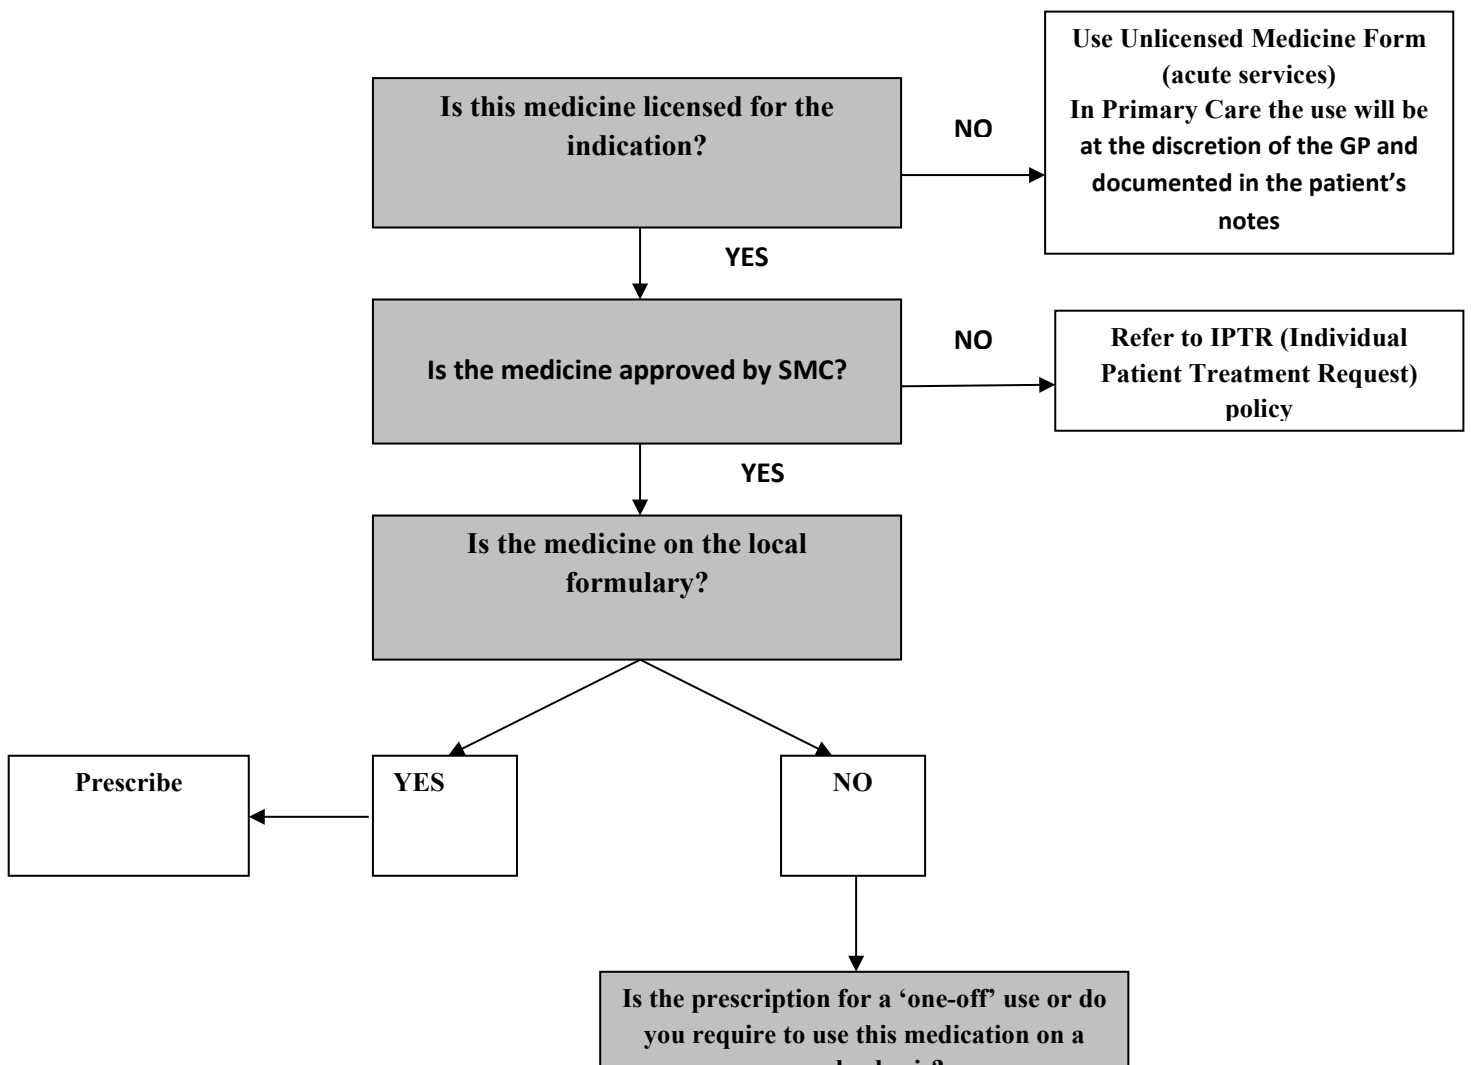 Use Unlicensed Medicine Form
(acute services)
In Primary Care the use will be
at the discretion of the GP and
documented in the patient’s
notes
Is this medicine licensed for the
indication?
NO
YES
Is the medicine approved by SMC?
NO
Refer to IPTR (Individual
Patient Treatment Request)
policy
YES
Is the medicine on the local
formulary?
Prescribe
YES
NO
Is the prescription for a ‘one-off’ use or do
you require to use this medication on a